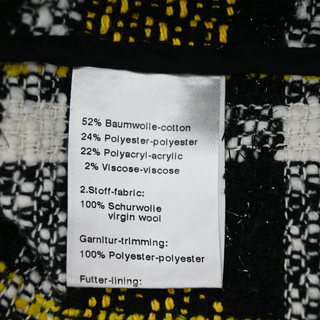 52% Baumwolle-cotton
24% Polyester-polyester
22% Polyacryl-acrylic
2% Viscose-viscose
2.Stoff-fabric:
100% Schurwolle
virgin wool
Garnitur-trimming:
100% Polyester-polyester
Futter-lining: